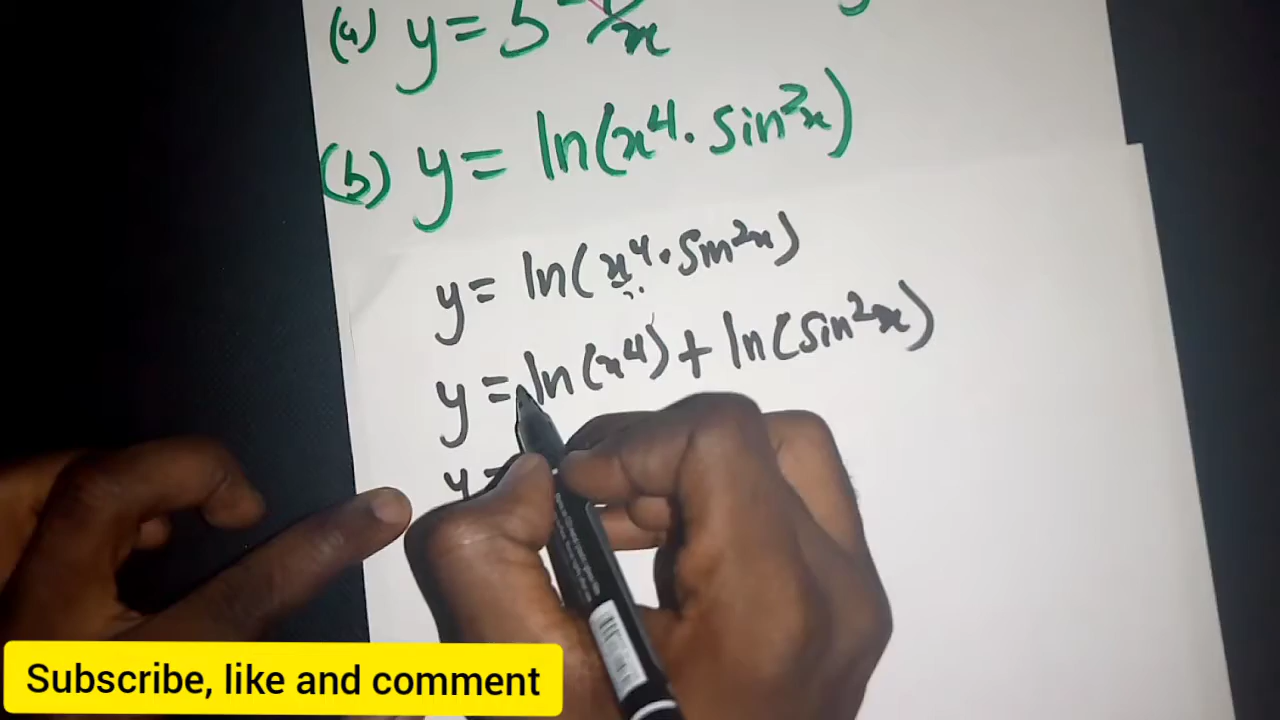 (a) y = 5 x
(b) y = ln(x⁴. sin²x)
y = ln(x⁴. sin²x)
y = ln(x⁴) + ln(sin²x)
y =
Subscribe, like and comment